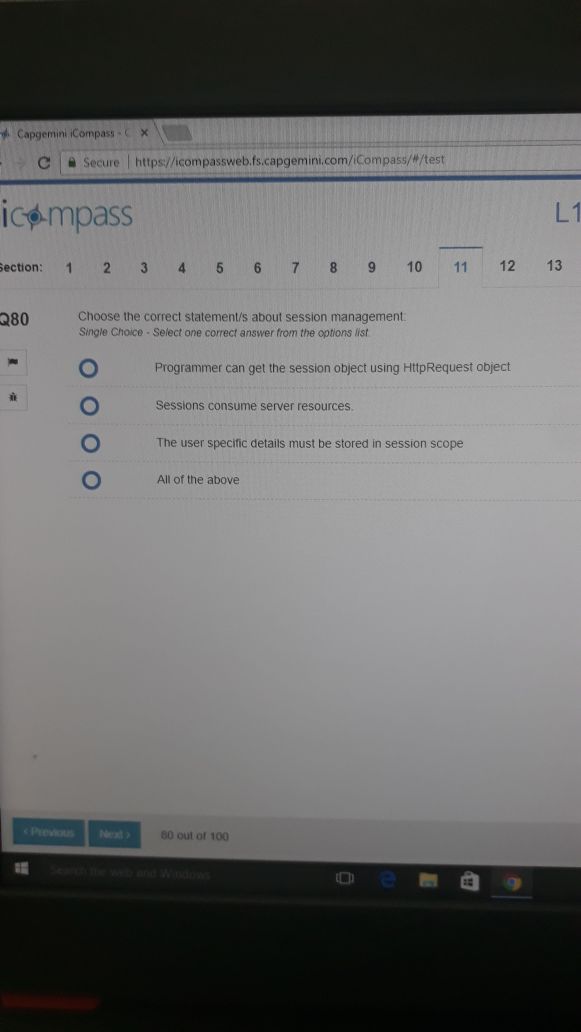 Capgemini iCompass - C
Secure https://icompassweb.fs.capgemini.com/iCompass/#/test
icompass
L1
Section: 1 2 3 4 5 6 7 8 9 10 11 12 13
Q80
Choose the correct statement/s about session management:
Single Choice - Select one correct answer from the options list.
Programmer can get the session object using HttpRequest object
Sessions consume server resources.
The user specific details must be stored in session scope
All of the above
< Previous
Next >
80 out of 100
Search the web and Windows